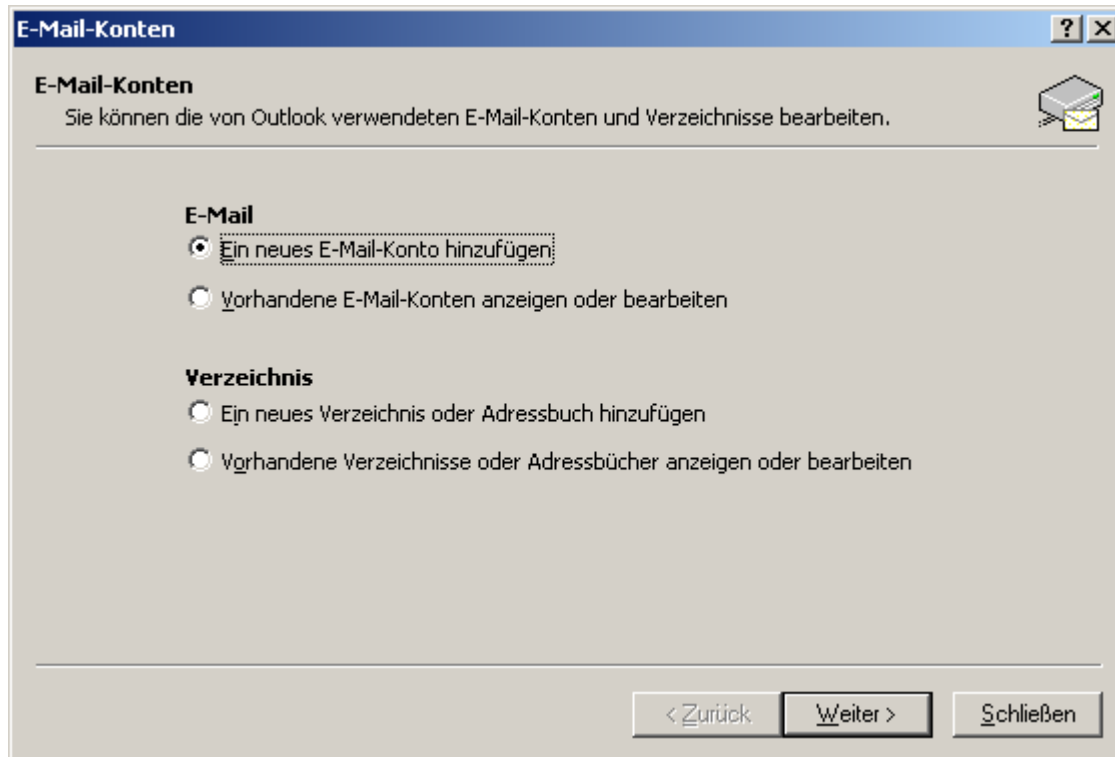 E-Mail-Konten
E-Mail-Konten
Sie können die von Outlook verwendeten E-Mail-Konten und Verzeichnisse bearbeiten.
E-Mail
Ein neues E-Mail-Konto hinzufügen
Vorhandene E-Mail-Konten anzeigen oder bearbeiten
Verzeichnis
Ein neues Verzeichnis oder Adressbuch hinzufügen
Vorhandene Verzeichnisse oder Adressbücher anzeigen oder bearbeiten
< Zurück Weiter > Schließen